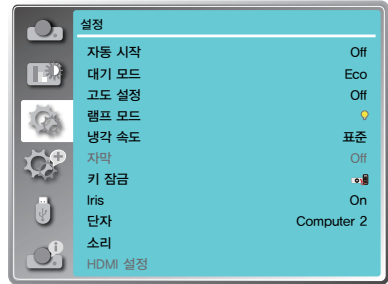 설정
자동 시작 Off
대기 모드 Eco
고도 설정 Off
램프 모드
냉각 속도 표준
자막 Off
키 잠금
Iris On
단자 Computer 2
소리
HDMI 설정